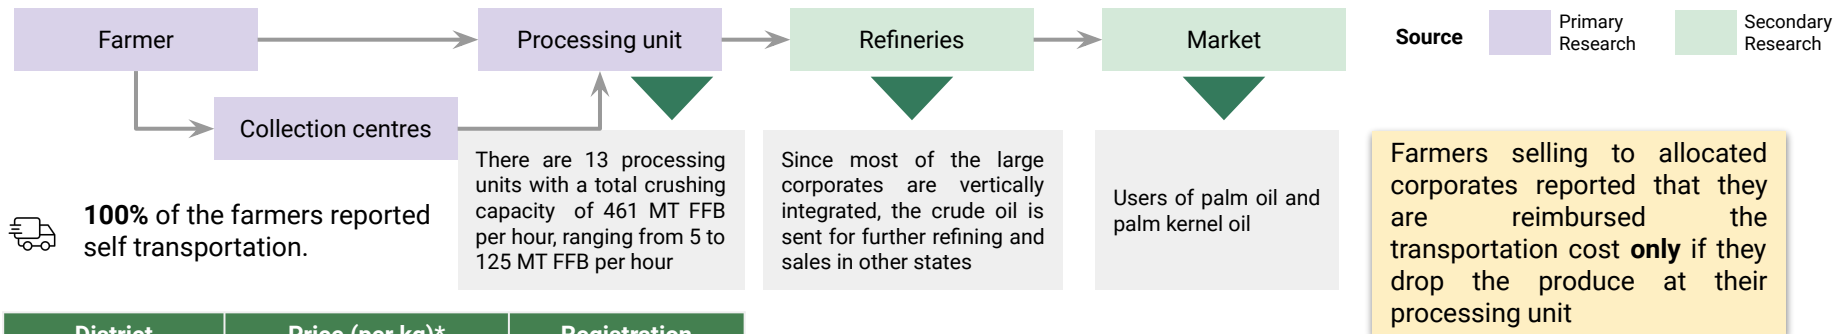 Farmer
Processing unit
Refineries
Market
Source
Primary
Research
Secondary
Research
Collection centres
100% of the farmers reported
self transportation.
There are 13 processing
units with a total crushing
capacity of 461 MT FFB
per hour, ranging from 5 to
125 MT FFB per hour
Since most of the large
corporates are vertically
integrated, the crude oil is
sent for further refining and
sales in other states
Users of palm oil and
palm kernel oil
Farmers selling to allocated
corporates reported that they
are reimbursed the
transportation cost only if they
drop the produce at their
processing unit
District
Price (per kg)*
Registration